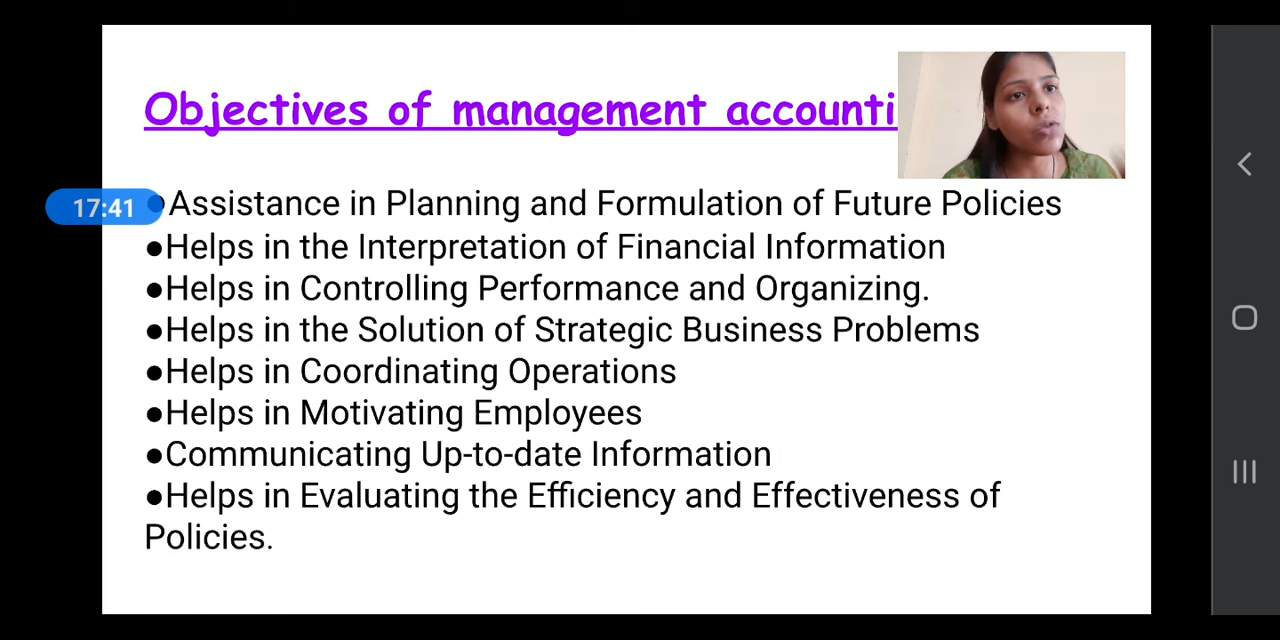 Objectives of management accounti
17:41
●Assistance in Planning and Formulation of Future Policies
●Helps in the Interpretation of Financial Information
●Helps in Controlling Performance and Organizing.
●Helps in the Solution of Strategic Business Problems
●Helps in Coordinating Operations
●Helps in Motivating Employees
●Communicating Up-to-date Information
●Helps in Evaluating the Efficiency and Effectiveness of
Policies.